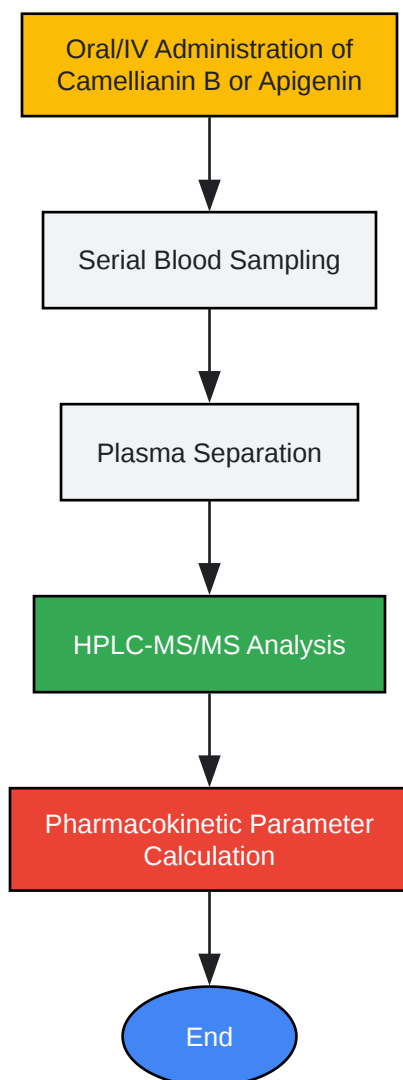 Oral/IV Administration of
Camellianin B or Apigenin
Serial Blood Sampling
Plasma Separation
HPLC-MS/MS Analysis
Pharmacokinetic Parameter
Calculation
End